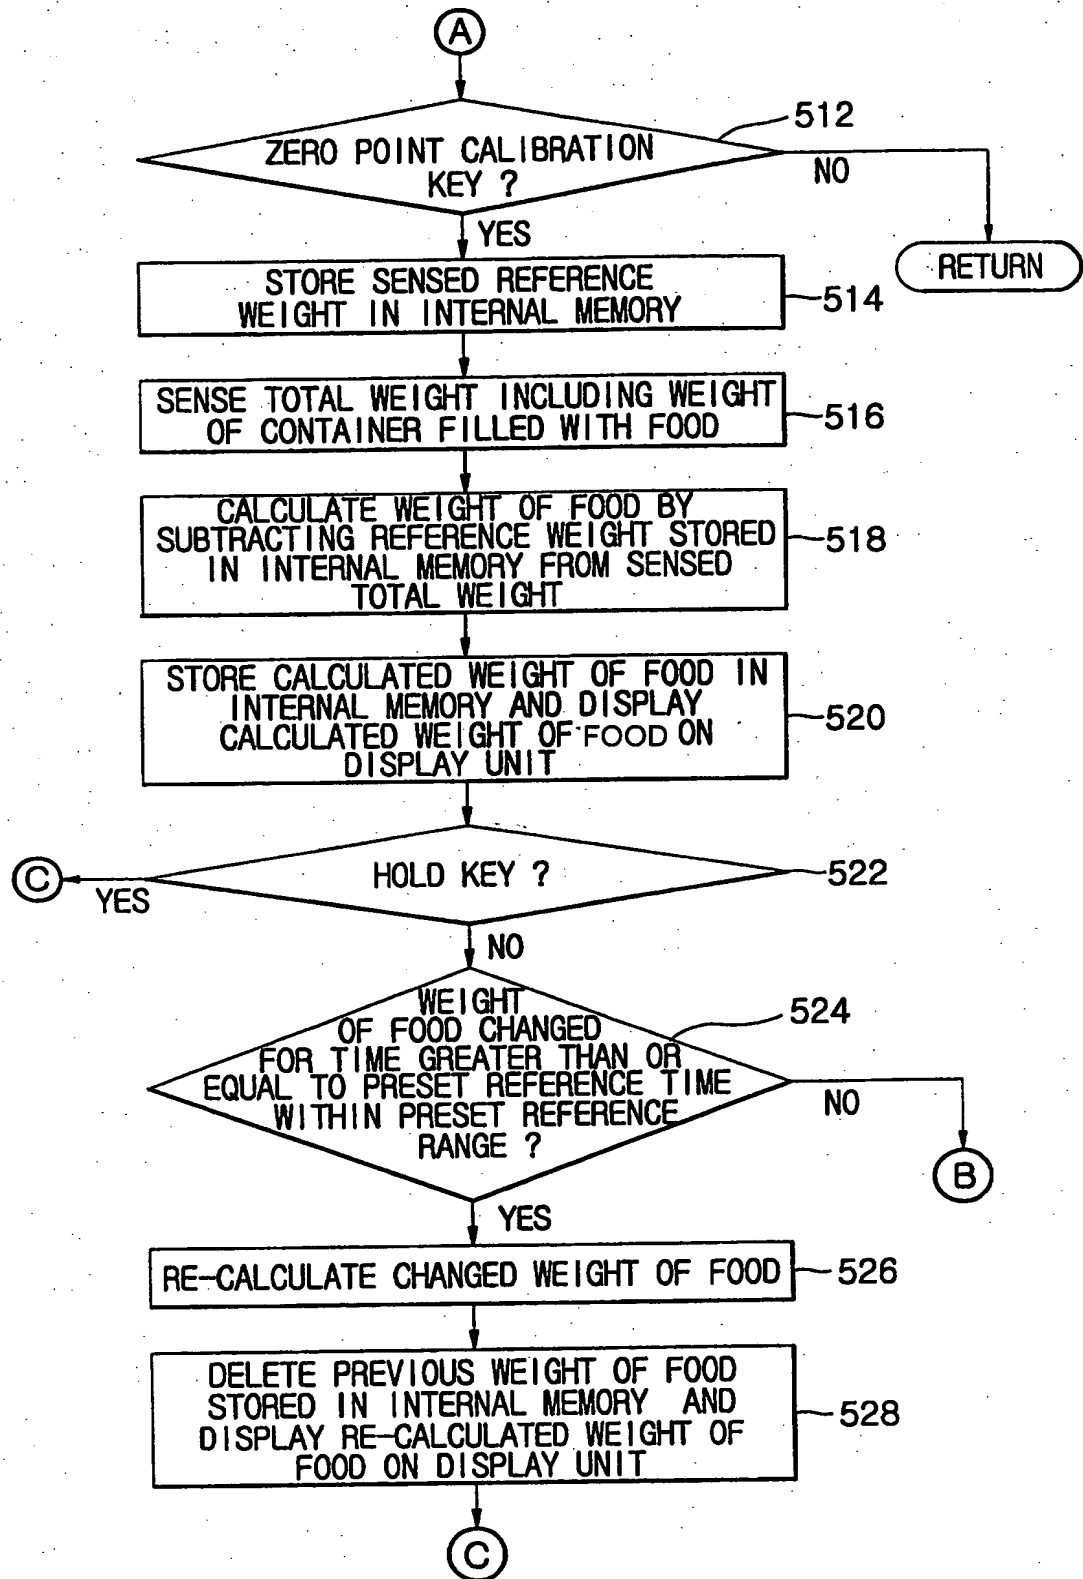 A
ZERO POINT CALIBRATION
KEY ?
512
NO
YES
RETURN
STORE SENSED REFERENCE
WEIGHT IN INTERNAL MEMORY
514
SENSE TOTAL WEIGHT INCLUDING WEIGHT
OF CONTAINER FILLED WITH FOOD
516
CALCULATE WEIGHT OF FOOD BY
SUBTRACTING REFERENCE WEIGHT STORED
IN INTERNAL MEMORY FROM SENSED
TOTAL WEIGHT
518
STORE CALCULATED WEIGHT OF FOOD IN
INTERNAL MEMORY AND DISPLAY
CALCULATED WEIGHT OF FOOD ON
DISPLAY UNIT
520
HOLD KEY ?
522
C
YES
NO
WEIGHT
OF FOOD CHANGED
FOR TIME GREATER THAN OR
EQUAL TO PRESET REFERENCE TIME
WITHIN PRESET REFERENCE
RANGE ?
524
NO
B
YES
RE-CALCULATE CHANGED WEIGHT OF FOOD
526
DELETE PREVIOUS WEIGHT OF FOOD
STORED IN INTERNAL MEMORY AND
DISPLAY RE-CALCULATED WEIGHT OF
FOOD ON DISPLAY UNIT
528
C